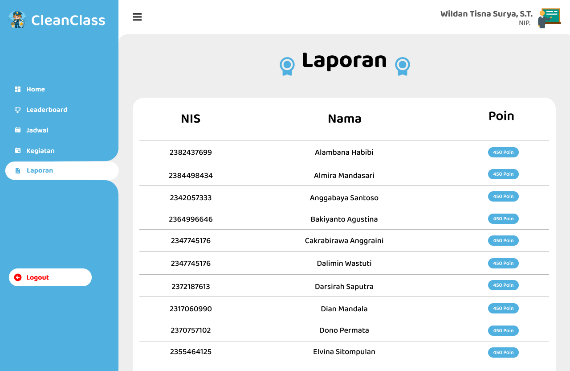 CleanClass
Wildan Tisna Surya, S.T.
NIP.
Home
Leaderboard
Jadwal
Kegiatan
Laporan
Logout
Laporan
NIS Nama Poin
2382437699 Alambana Habibi 450 Poin
2384498434 Almira Mandasari 450 Poin
2342057333 Anggabaya Santoso 450 Poin
2364996646 Bakiyanto Agustina 450 Poin
2347745176 Cakrabirawa Anggraini 450 Poin
2347745176 Dalimin Wastuti 450 Poin
2372187613 Darsirah Saputra 450 Poin
2317060990 Dian Mandala 450 Poin
2370757102 Dono Permata 450 Poin
2355464125 Elvina Sitompulan 450 Poin